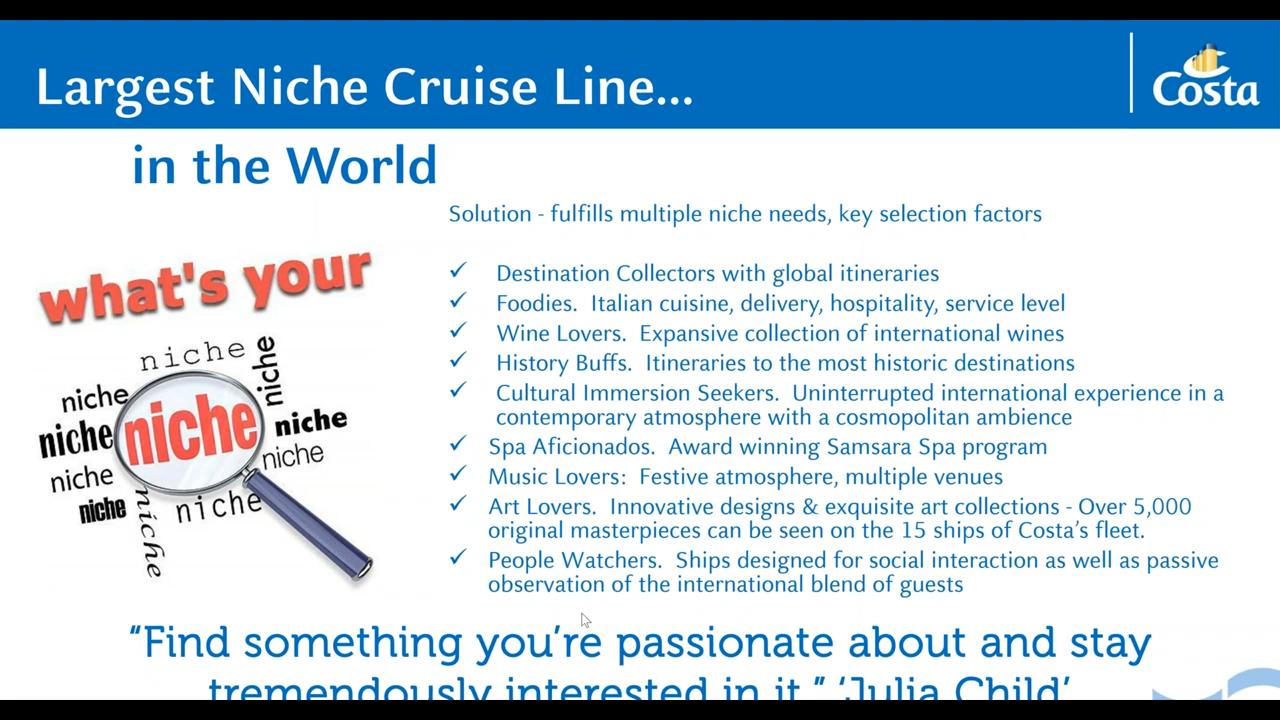 Largest Niche Cruise Line...
Costa
in the World
Solution - fulfills multiple niche needs, key selection factors
what's your
niche
niche
niche
niche
niche
niche
niche
niche
niche
niche
niche
✓ Destination Collectors with global itineraries
✓ Foodies. Italian cuisine, delivery, hospitality, service level
✓ Wine Lovers. Expansive collection of international wines
✓ History Buffs. Itineraries to the most historic destinations
✓ Cultural Immersion Seekers. Uninterrupted international experience in a
contemporary atmosphere with a cosmopolitan ambience
✓ Spa Aficionados. Award winning Samsara Spa program
✓ Music Lovers: Festive atmosphere, multiple venues
✓ Art Lovers. Innovative designs & exquisite art collections - Over 5,000
original masterpieces can be seen on the 15 ships of Costa's fleet.
✓ People Watchers. Ships designed for social interaction as well as passive
observation of the international blend of guests
“Find something you’re passionate about and stay
tremendously interested in it.” ‘Julia Child’